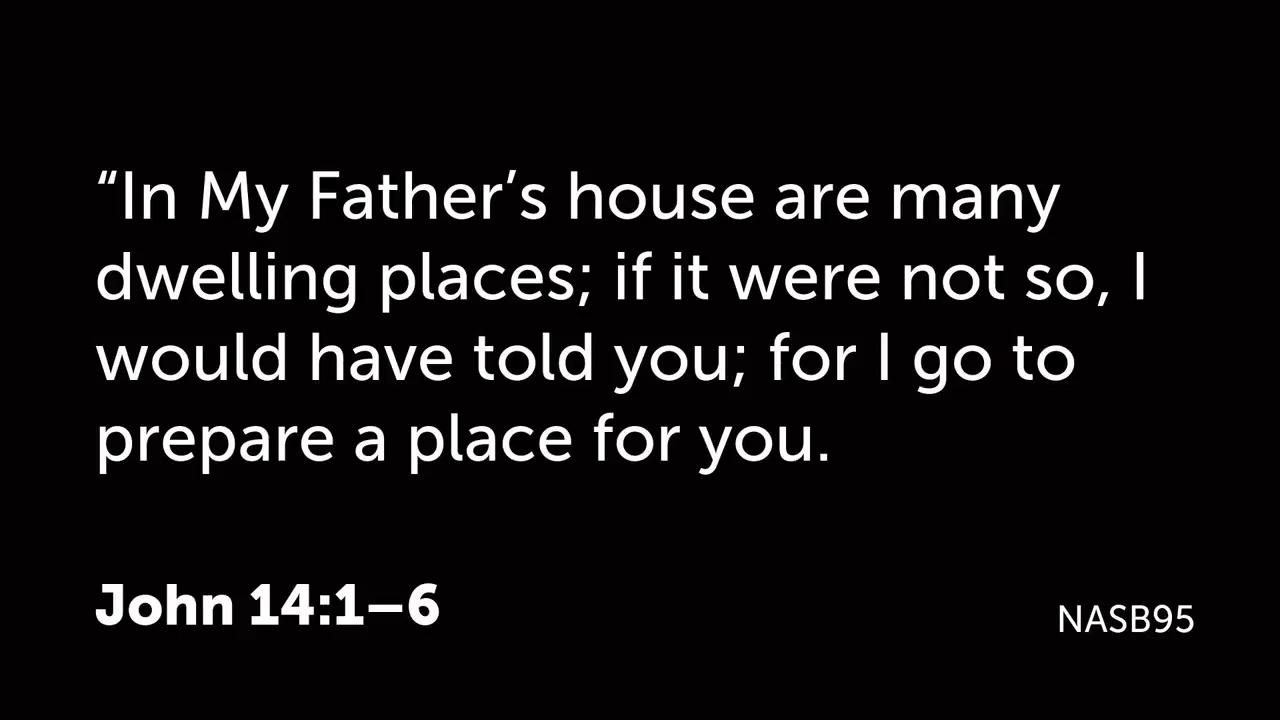 “In My Father’s house are many
dwelling places; if it were not so, I
would have told you; for I go to
prepare a place for you.
John 14:1–6
NASB95